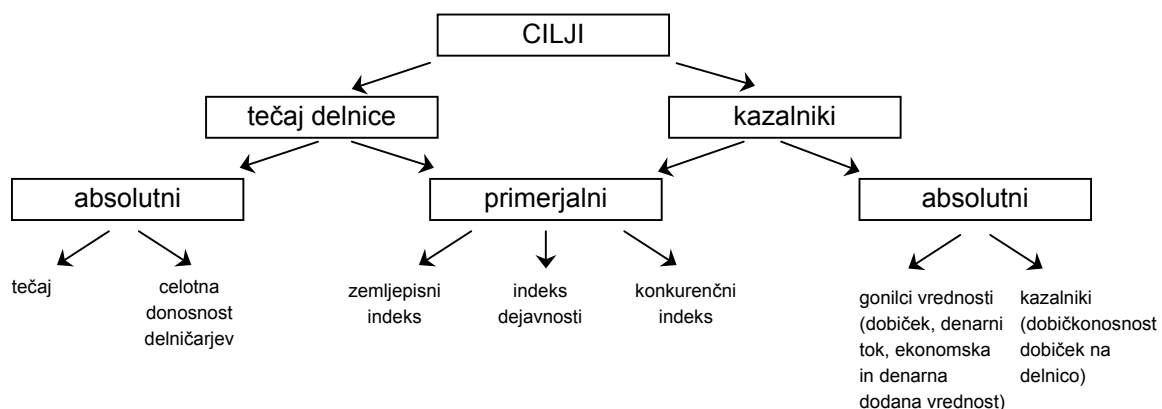 CILJI
tečaj delnice
kazalniki
absolutni
primerjalni
absolutni
tečaj
celotna
donosnost
delničarjev
zemljepisni
indeks
indeks
dejavnosti
konkurenčni
indeks
gonilci vrednosti
(dobiček, denarni
tok, ekonomska
in denarna
dodana vrednost)
kazalniki
(dobičkonosnost
dobiček na
delnico)